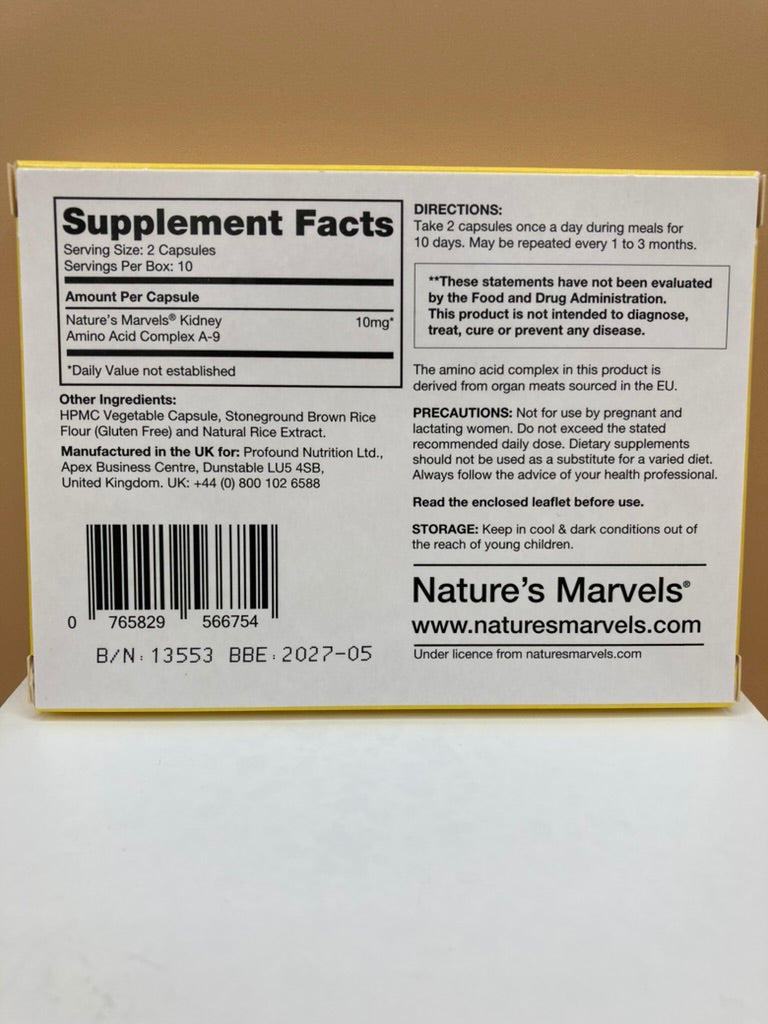 Supplement Facts
Serving Size: 2 Capsules
Servings Per Box: 10
Amount Per Capsule
Nature's Marvels® Kidney 10mg*
Amino Acid Complex A-9
*Daily Value not established
Other Ingredients:
HPMC Vegetable Capsule, Stoneground Brown Rice
Flour (Gluten Free) and Natural Rice Extract.
Manufactured in the UK for: Profound Nutrition Ltd.,
Apex Business Centre, Dunstable LU5 4SB,
United Kingdom. UK: +44 (0) 800 102 6588
0 765829 566754
B/N: 13553 BBE: 2027-05
DIRECTIONS:
Take 2 capsules once a day during meals for
10 days. May be repeated every 1 to 3 months.
**These statements have not been evaluated
by the Food and Drug Administration.
This product is not intended to diagnose,
treat, cure or prevent any disease.
The amino acid complex in this product is
derived from organ meats sourced in the EU.
PRECAUTIONS: Not for use by pregnant and
lactating women. Do not exceed the stated
recommended daily dose. Dietary supplements
should not be used as a substitute for a varied diet.
Always follow the advice of your health professional.
Read the enclosed leaflet before use.
STORAGE: Keep in cool & dark conditions out of
the reach of young children.
Nature's Marvels®
www.naturesmarvels.com
Under licence from naturesmarvels.com